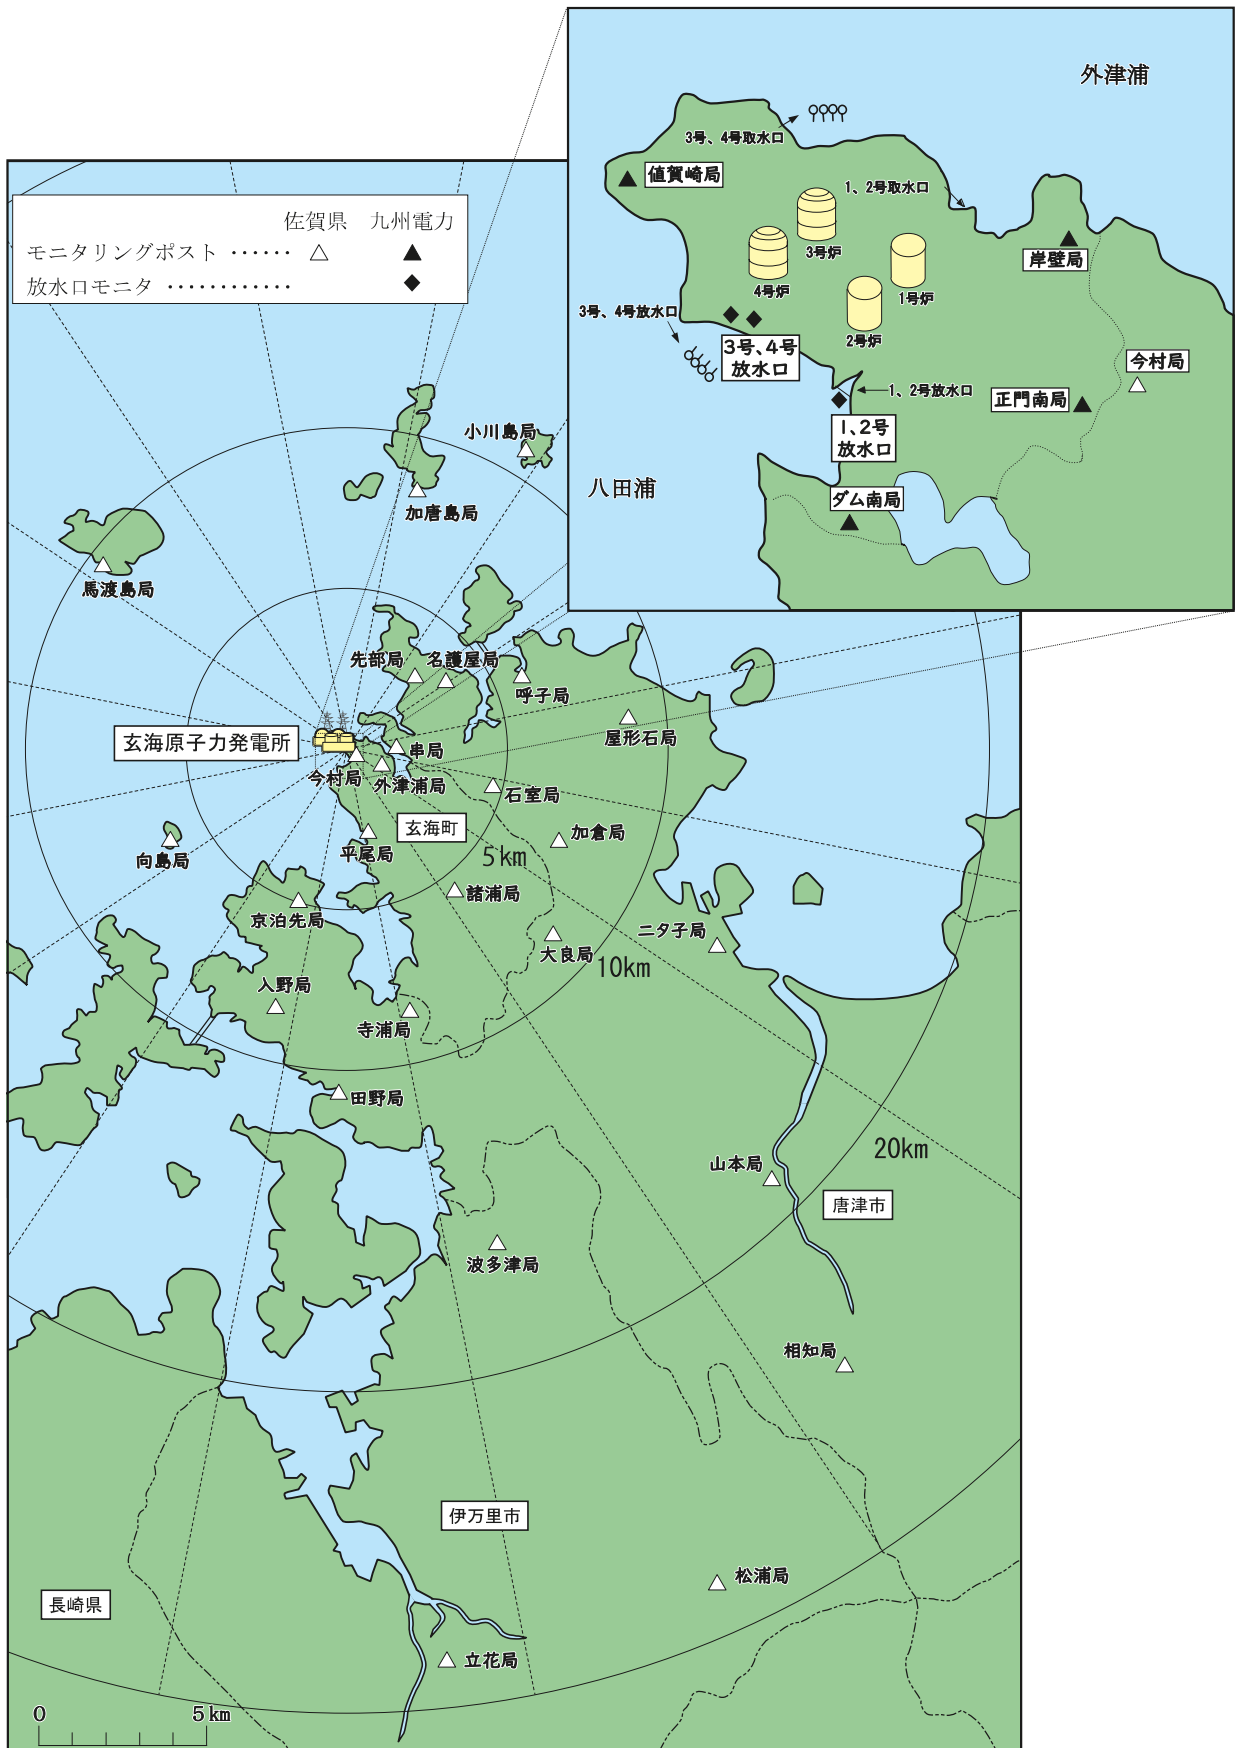 外津浦
3号、4号取水口
値賀崎局
1、2号取水口
3号炉
岸壁局
4号炉
1号炉
3号、4号放水口
2号炉
3号、4号
放水口
今村局
1、2号放水口
正門南局
1、2号
放水口
八田浦
ダム南局
佐賀県 九州電力
モニタリングポスト ‥‥‥ △ ▲
放水口モニタ ‥‥‥‥‥‥ ◆
小川島局
加唐島局
馬渡島局
先部局
名護屋局
呼子局
屋形石局
玄海原子力発電所
串局
今村局
外津浦局
石室局
玄海町
加倉局
平尾局
5km
向島局
諸浦局
京泊先局
二タ子局
大良局
10km
入野局
寺浦局
田野局
20km
山本局
唐津市
波多津局
相知局
伊万里市
松浦局
長崎県
立花局
0 5km